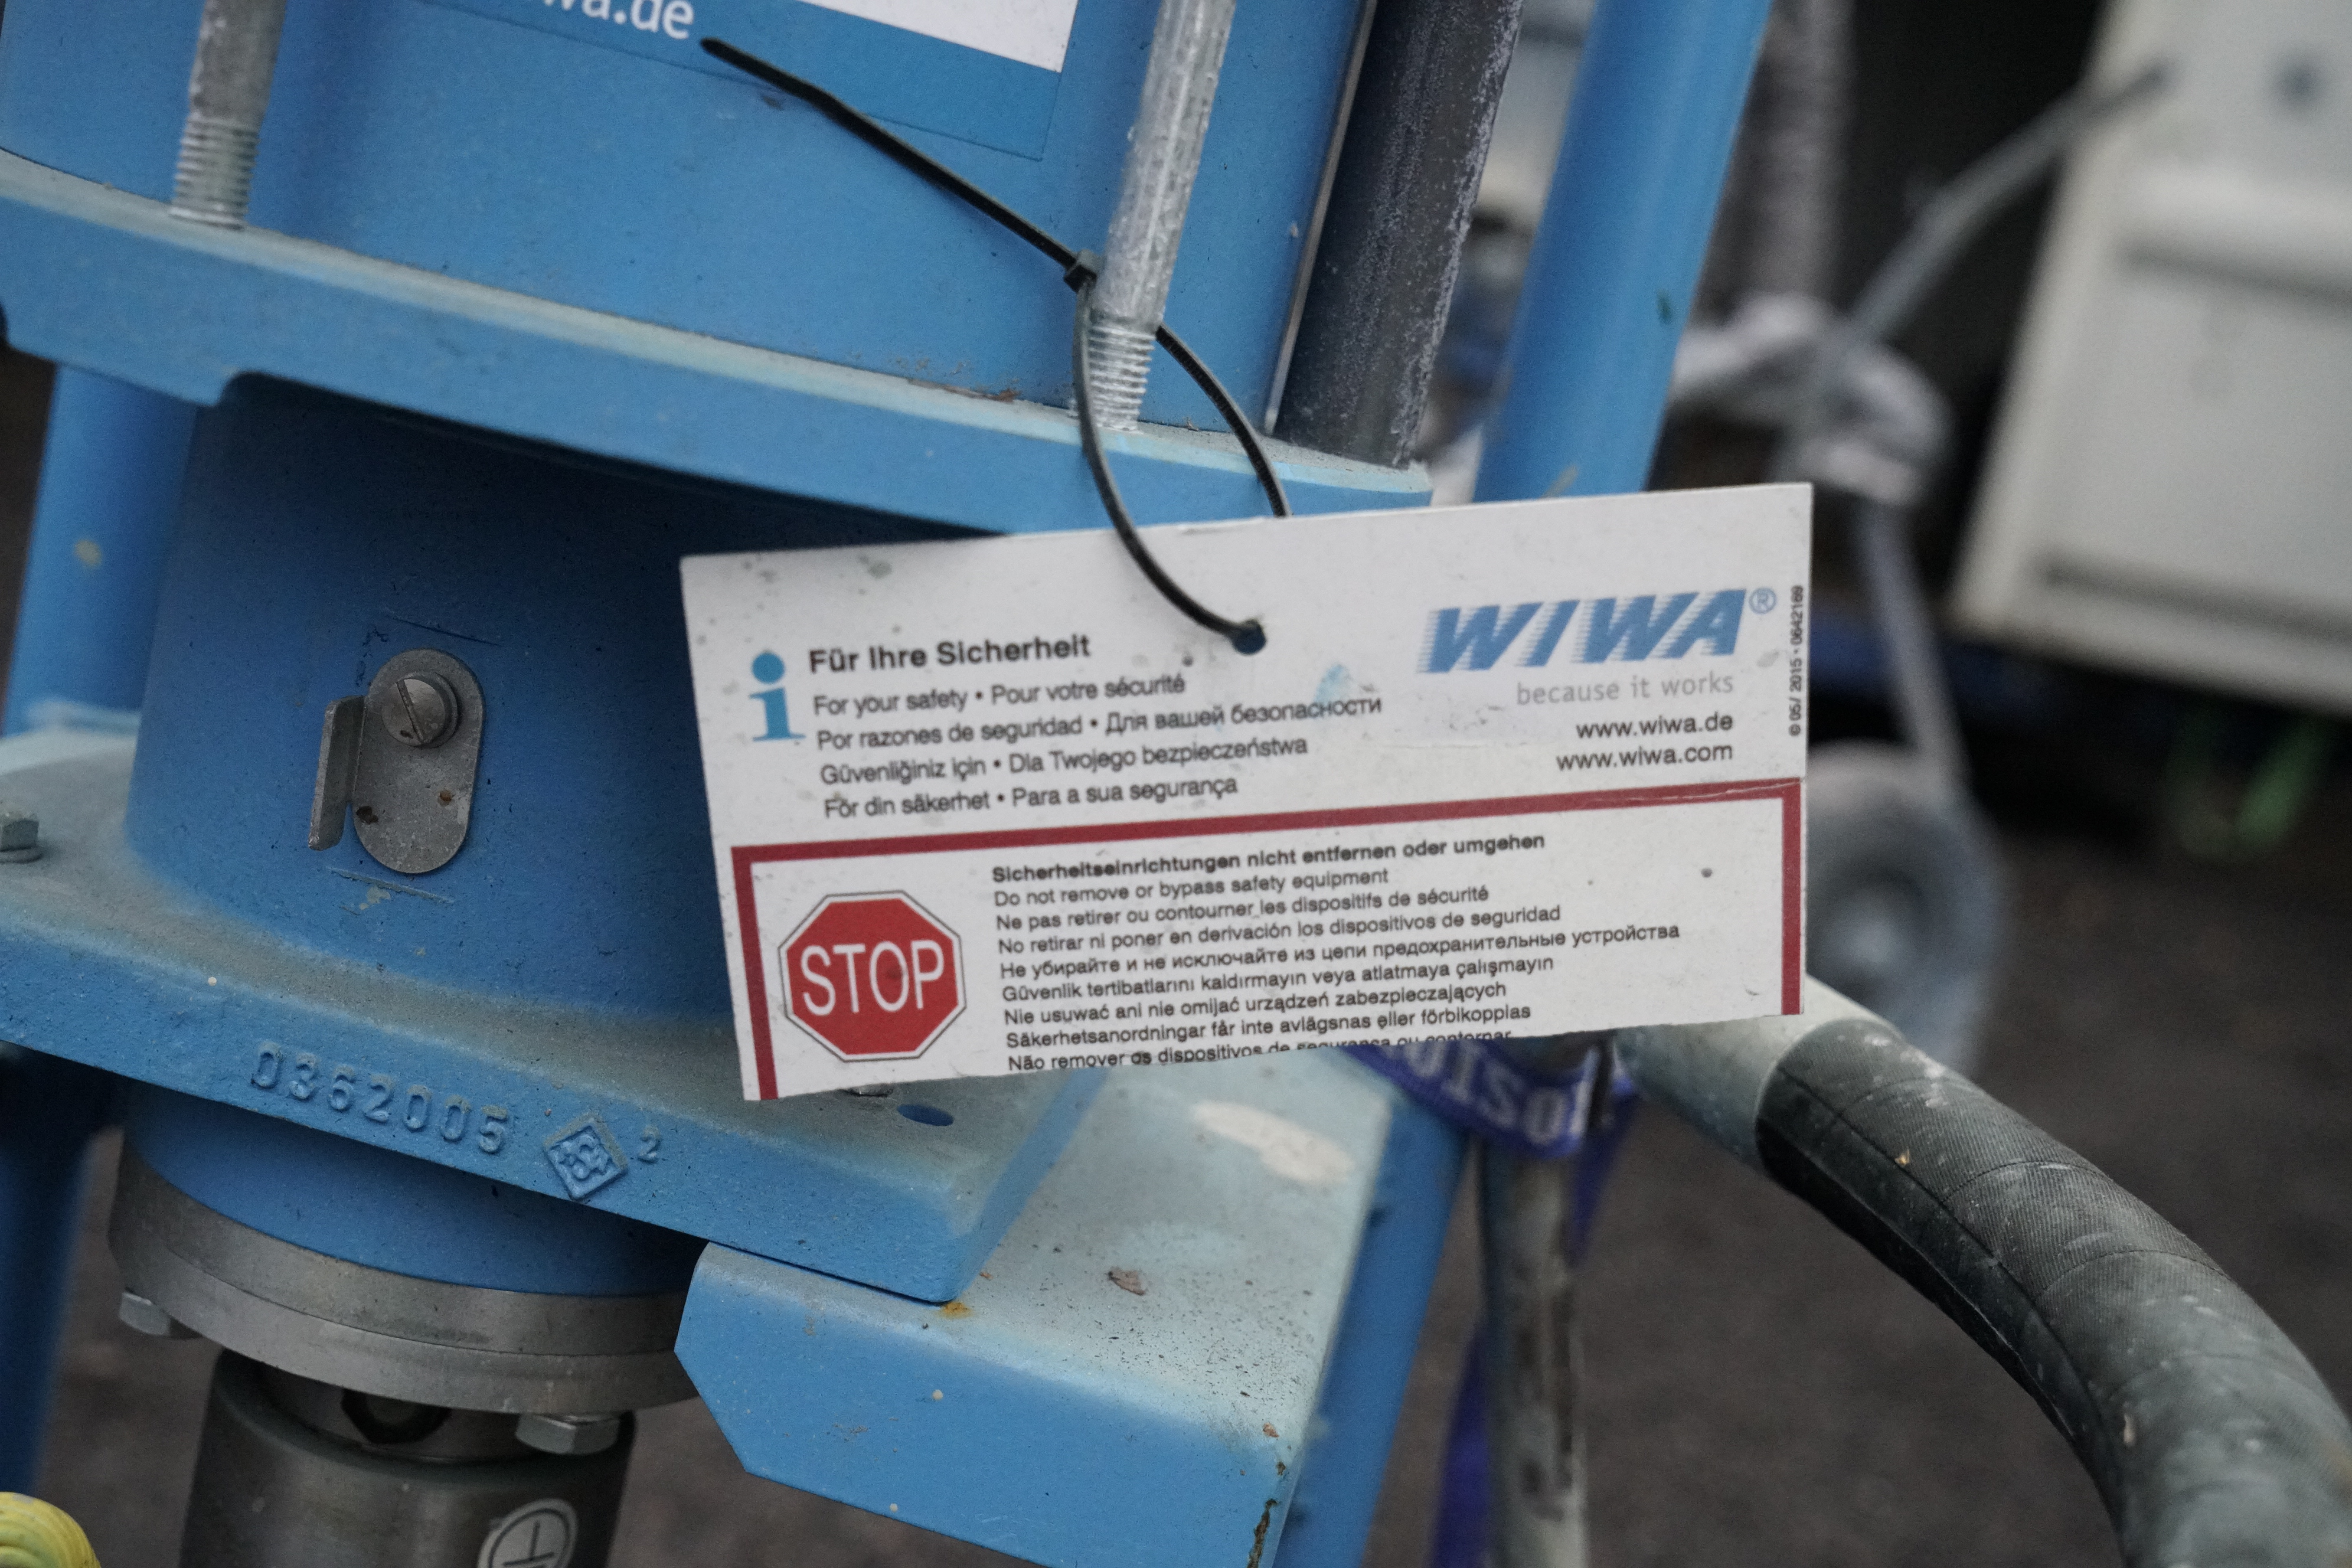 wa.de
Für Ihre Sicherheit
For your safety • Pour votre sécurité
Por razones de seguridad • Для вашей безопасности
Güvenliğiniz için • Dla Twojego bezpieczeństwa
För din säkerhet • Para a sua segurança
WIWA®
because it works
www.wiwa.de
www.wiwa.com
© 05/ 2015 • 0642169
STOP
Sicherheitseinrichtungen nicht entfernen oder umgehen
Do not remove or bypass safety equipment
Ne pas retirer ou contourner les dispositifs de sécurité
No retirar ni poner en derivación los dispositivos de seguridad
Не убирайте и не исключайте из цепи предохранительные устройства
Güvenlik tertibatlarını kaldırmayın veya atlatmaya çalışmayın
Nie usuwać ani nie omijać urządzeń zabezpieczających
Säkerhetsanordningar får inte avlägsnas eller förbikopplas
Não remover os dispositivos de segurança ou contornar
0362005
2